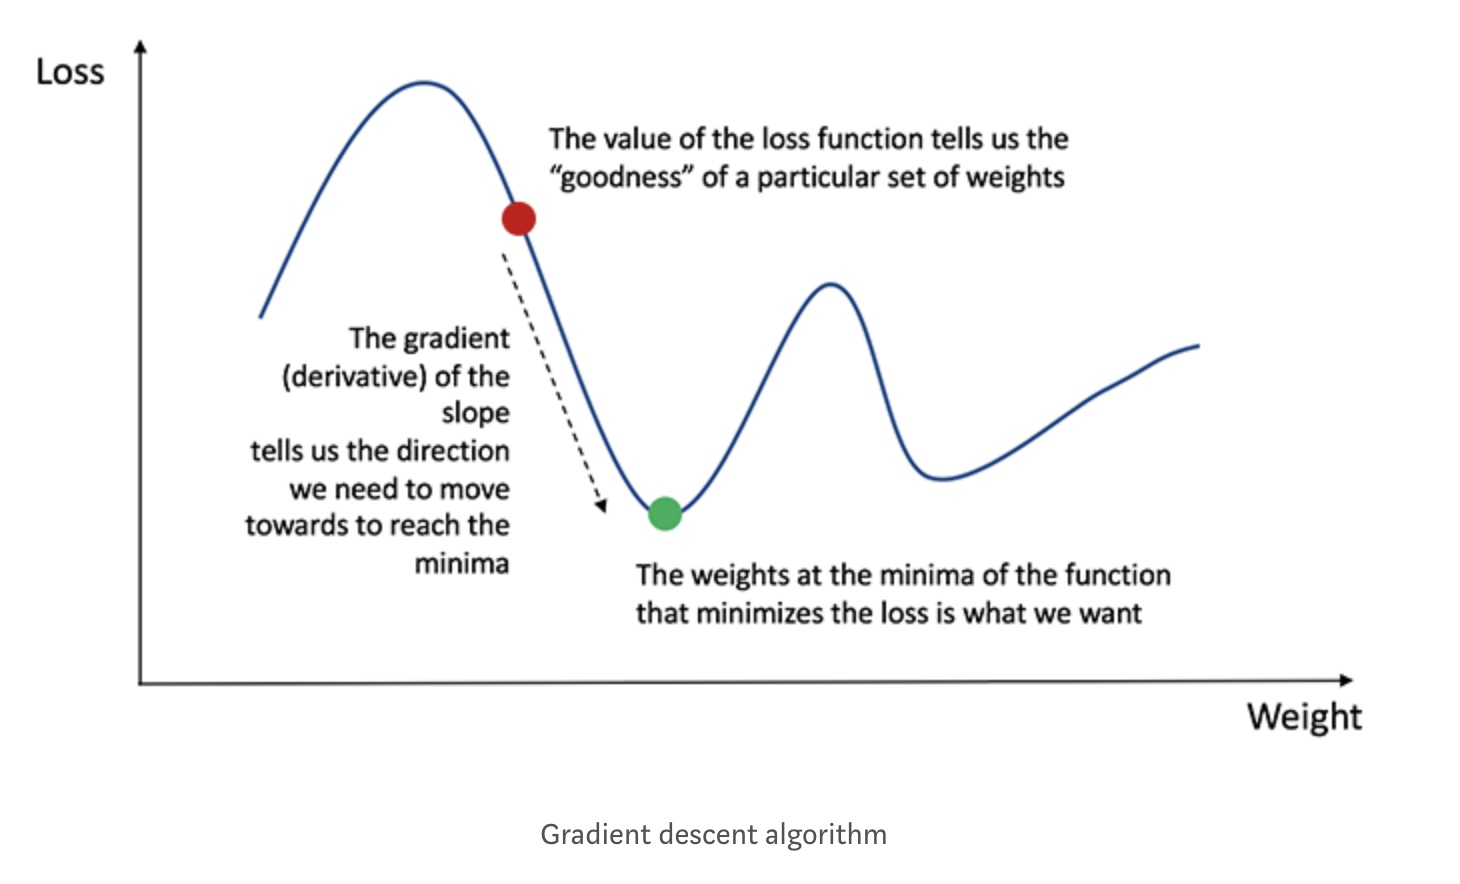 Loss
The value of the loss function tells us the
“goodness” of a particular set of weights
The gradient
(derivative) of the
slope
tells us the direction
we need to move
towards to reach the
minima
The weights at the minima of the function
that minimizes the loss is what we want
Weight
Gradient descent algorithm